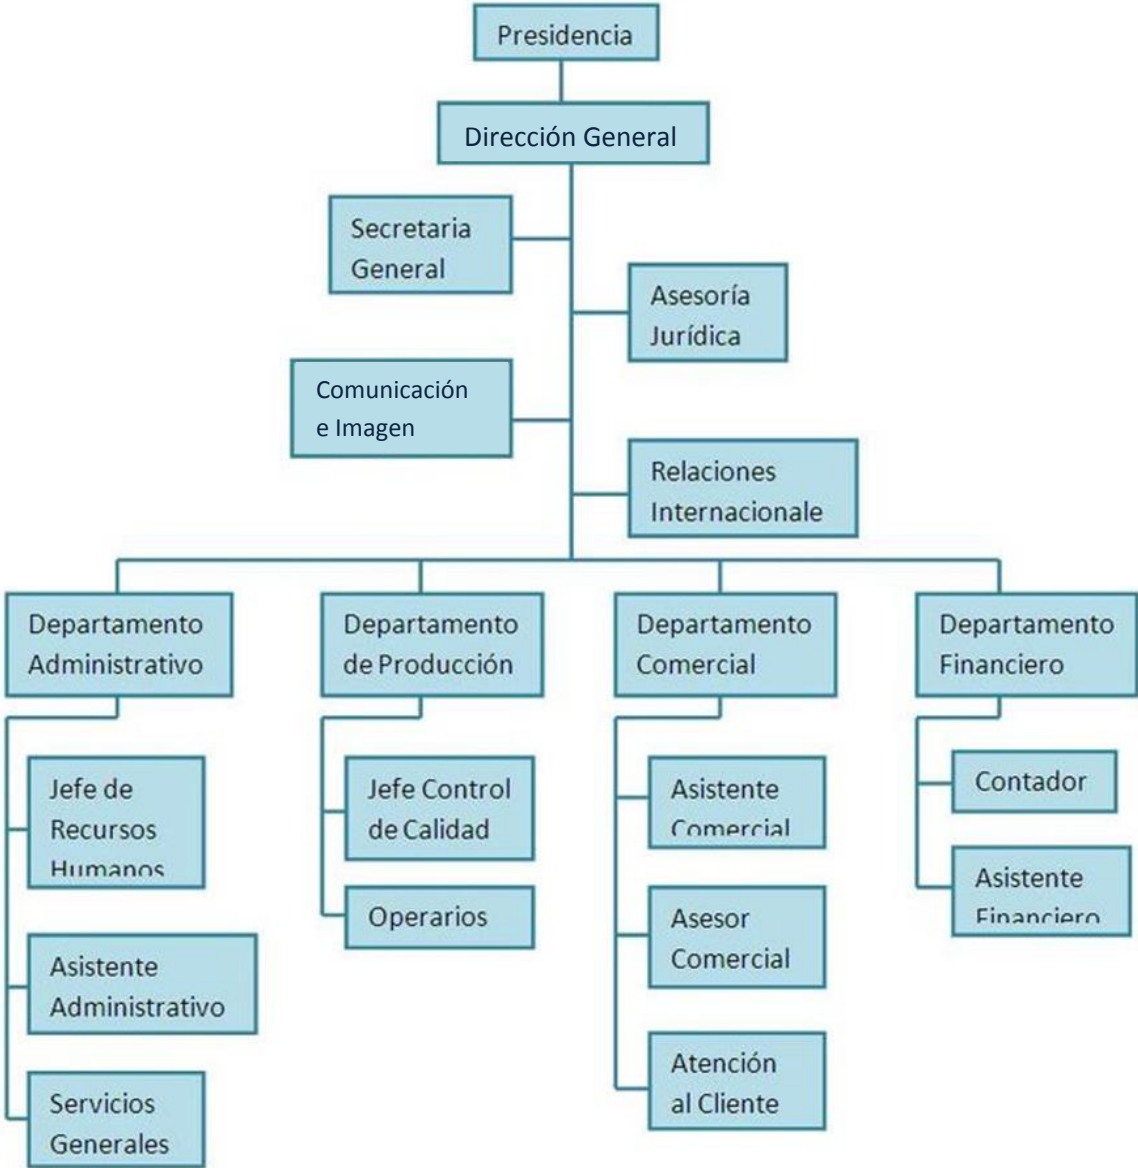 Presidencia
Dirección General
Secretaria
General
Asesoría
Jurídica
Comunicación
e Imagen
Relaciones
Internacionale
Departamento
Administrativo
Departamento
de Producción
Departamento
Comercial
Departamento
Financiero
Jefe de
Recursos
Humanos
Asistente
Administrativo
Servicios
Generales
Jefe Control
de Calidad
Operarios
Asistente
Comercial
Asesor
Comercial
Atención
al Cliente
Contador
Asistente
Financiero